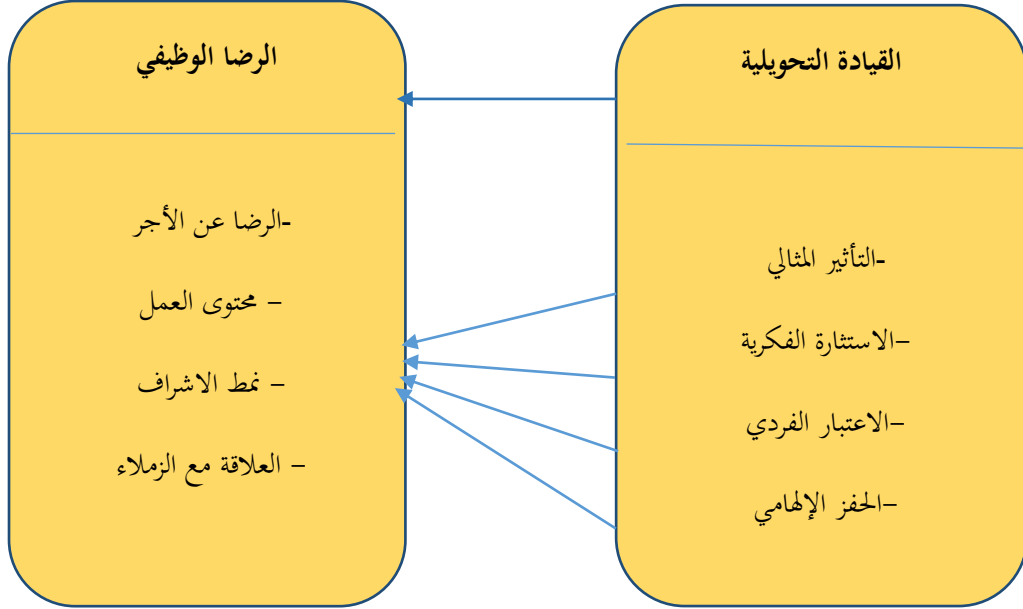 القيادة التحويلية
-التأثير المثالي
–الاستثارة الفكرية
–الاعتبار الفردي
–الحفز الإلهامي
الرضا الوظيفي
-الرضا عن الأجر
– محتوى العمل
– نمط الاشراف
– العلاقة مع الزملاء